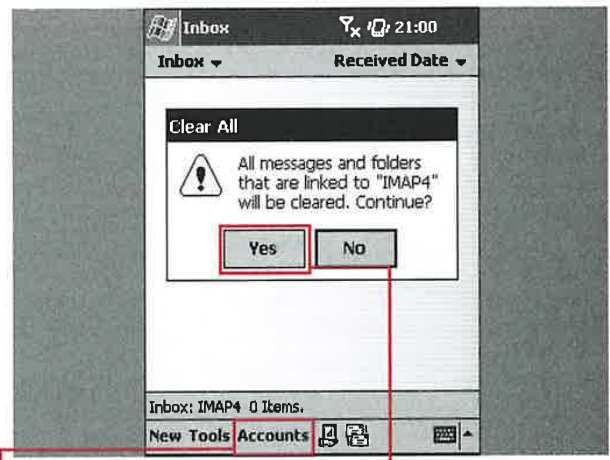 Inbox 21:00
Inbox Received Date
Clear All
All messages and folders
that are linked to "IMAP4"
will be cleared. Continue?
Yes No
Inbox: IMAP4 0 Items.
New Tools Accounts